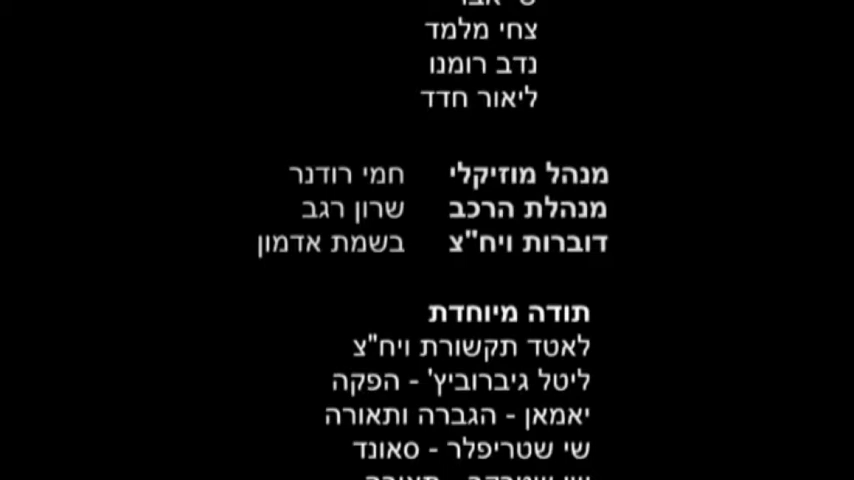 צחי מלמד
נדב רומנו
ליאור חדד
מנהל מוזיקלי חמי רודנר
מנהלת הרכב שרון רגב
דוברות ויח"צ בשמת אדמון
תודה מיוחדת
לאטד תקשורת ויח"צ
ליטל גיברוביץ' - הפקה
יאמאן - הגברה ותאורה
שי שטריפלר - סאונד